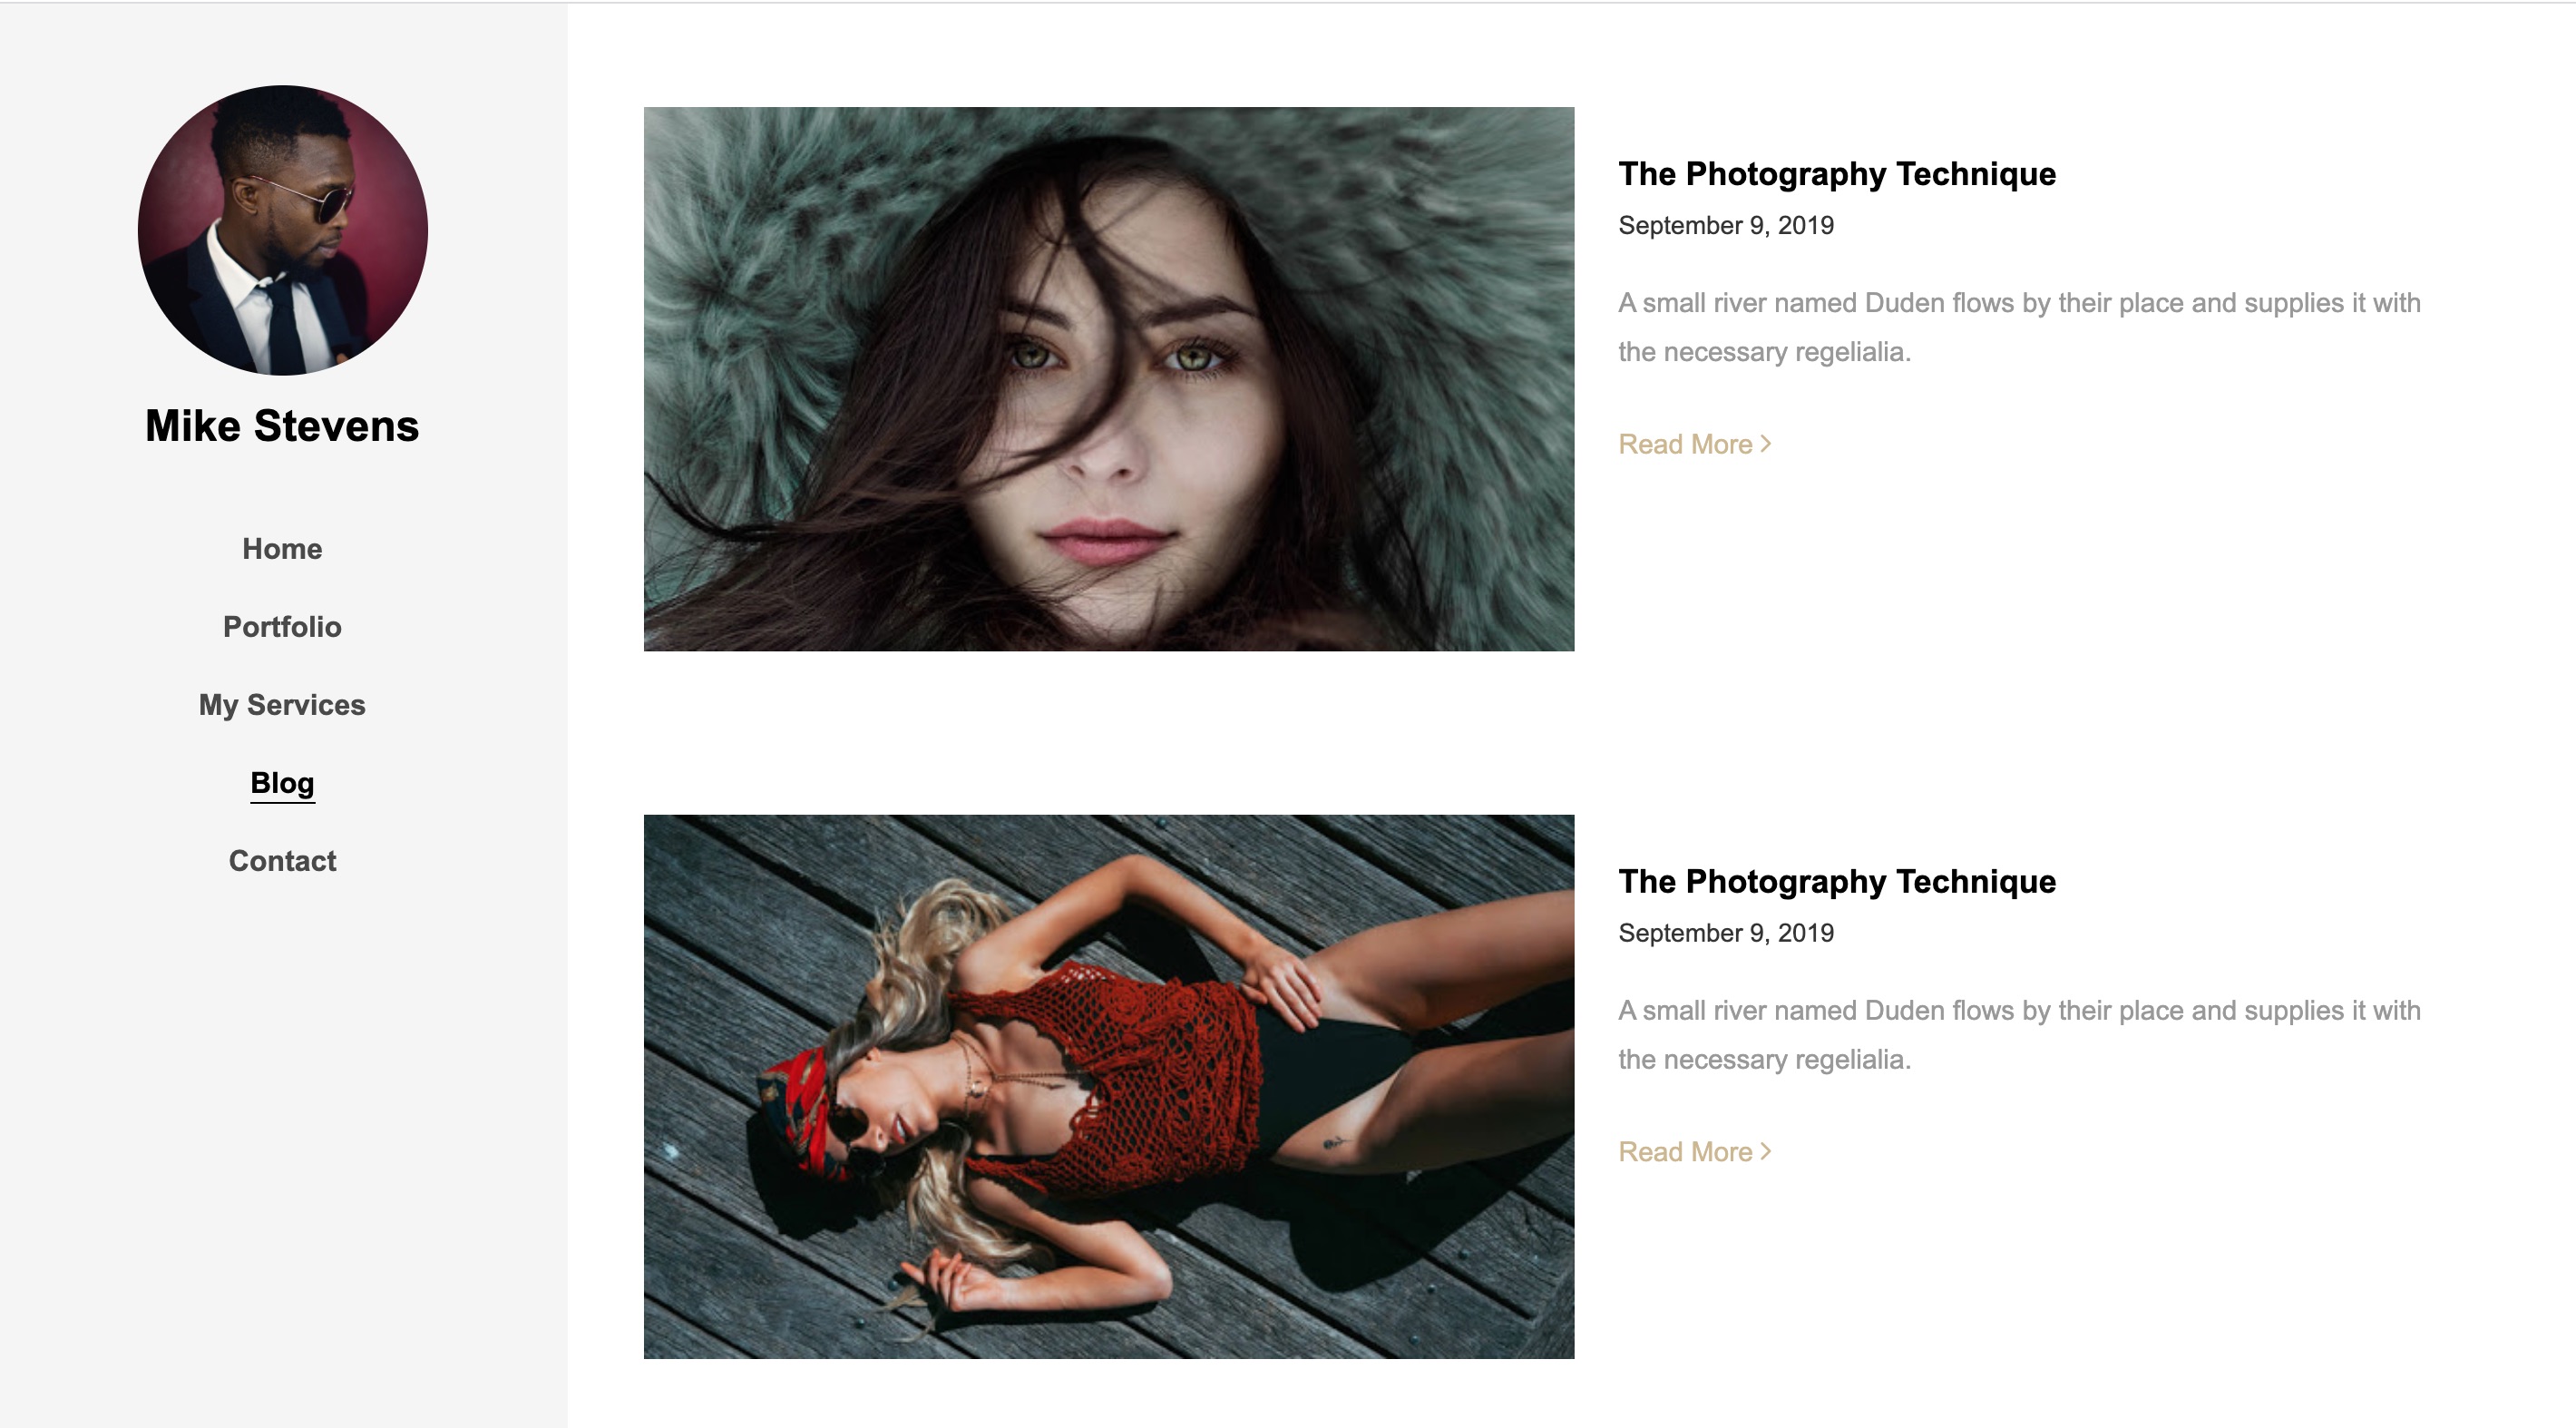 Mike Stevens
Home
Portfolio
My Services
Blog
Contact
The Photography Technique
September 9, 2019
A small river named Duden flows by their place and supplies it with
the necessary regelialia.
Read More
The Photography Technique
September 9, 2019
A small river named Duden flows by their place and supplies it with
the necessary regelialia.
Read More